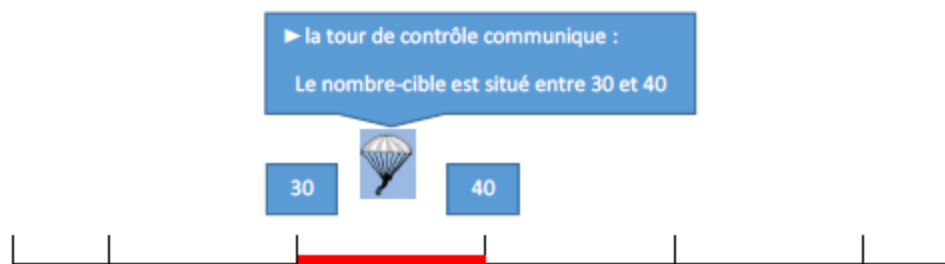 ►la tour de contrôle communique :
Le nombre-cible est situé entre 30 et 40
30
40